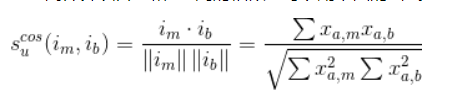 $s_u^{cos}(i_m, i_b) = \frac{i_m \cdot i_b}{||i_m||\,||i_b||} = \frac{\sum x_{a,m} x_{a,b}}{\sqrt{\sum x_{a,m}^2 \sum x_{a,b}^2}}$